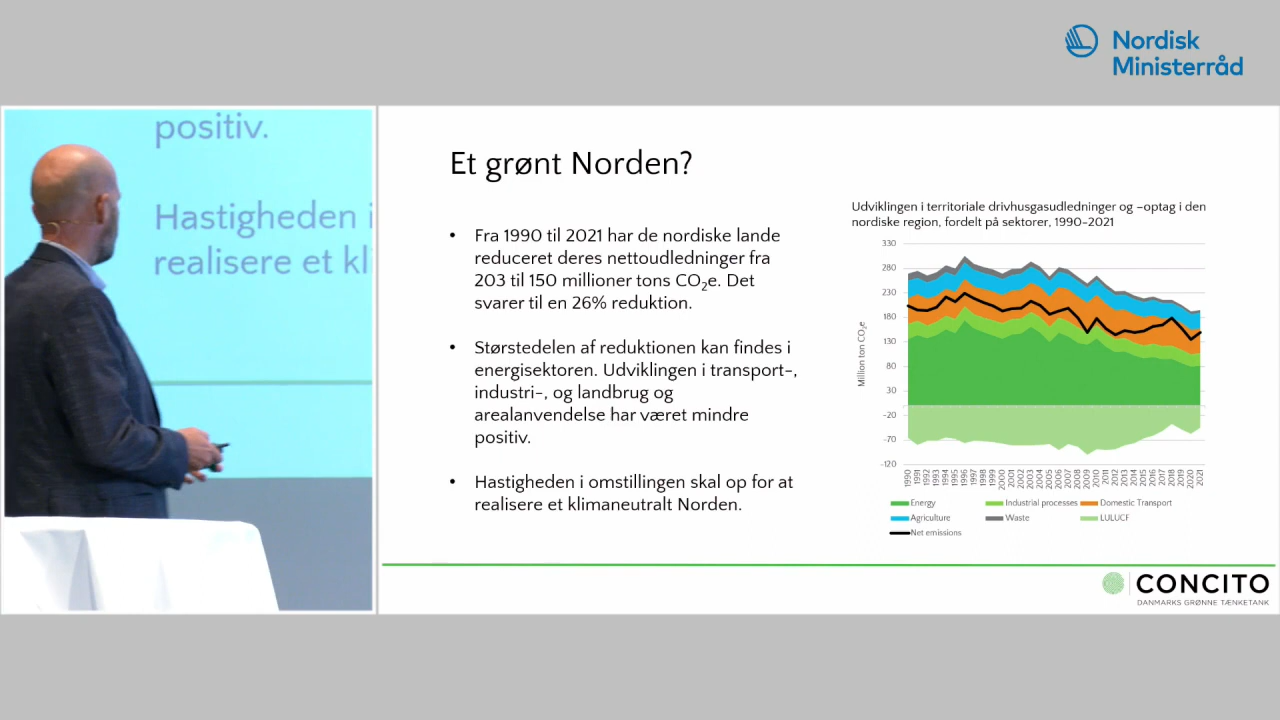 Nordisk
Ministerråd
positiv.
Hastigheden i
realisere et kl
Et grønt Norden?
• Fra 1990 til 2021 har de nordiske lande
reduceret deres nettoudledninger fra
203 til 150 millioner tons CO₂e. Det
svarer til en 26% reduktion.
• Størstedelen af reduktionen kan findes i
energisektoren. Udviklingen i transport-,
industri-, og landbrug og
arealanvendelse har været mindre
positiv.
• Hastigheden i omstillingen skal op for at
realisere et klimaneutralt Norden.
Udviklingen i territoriale drivhusgasudledninger og –optag i den
nordiske region, fordelt på sektorer, 1990-2021
Million ton CO₂e
330
280
230
180
130
80
30
-20
-70
-120
1990 1991 1992 1993 1994 1995 1996 1997 1998 1999 2000 2001 2002 2003 2004 2005 2006 2007 2008 2009 2010 2011 2012 2013 2014 2015 2016 2017 2018 2019 2020 2021
Energy Industrial processes Domestic Transport
Agriculture Waste LULUCF
Net emissions
CONCITO
DANMARKS GRØNNE TÆNKETANK